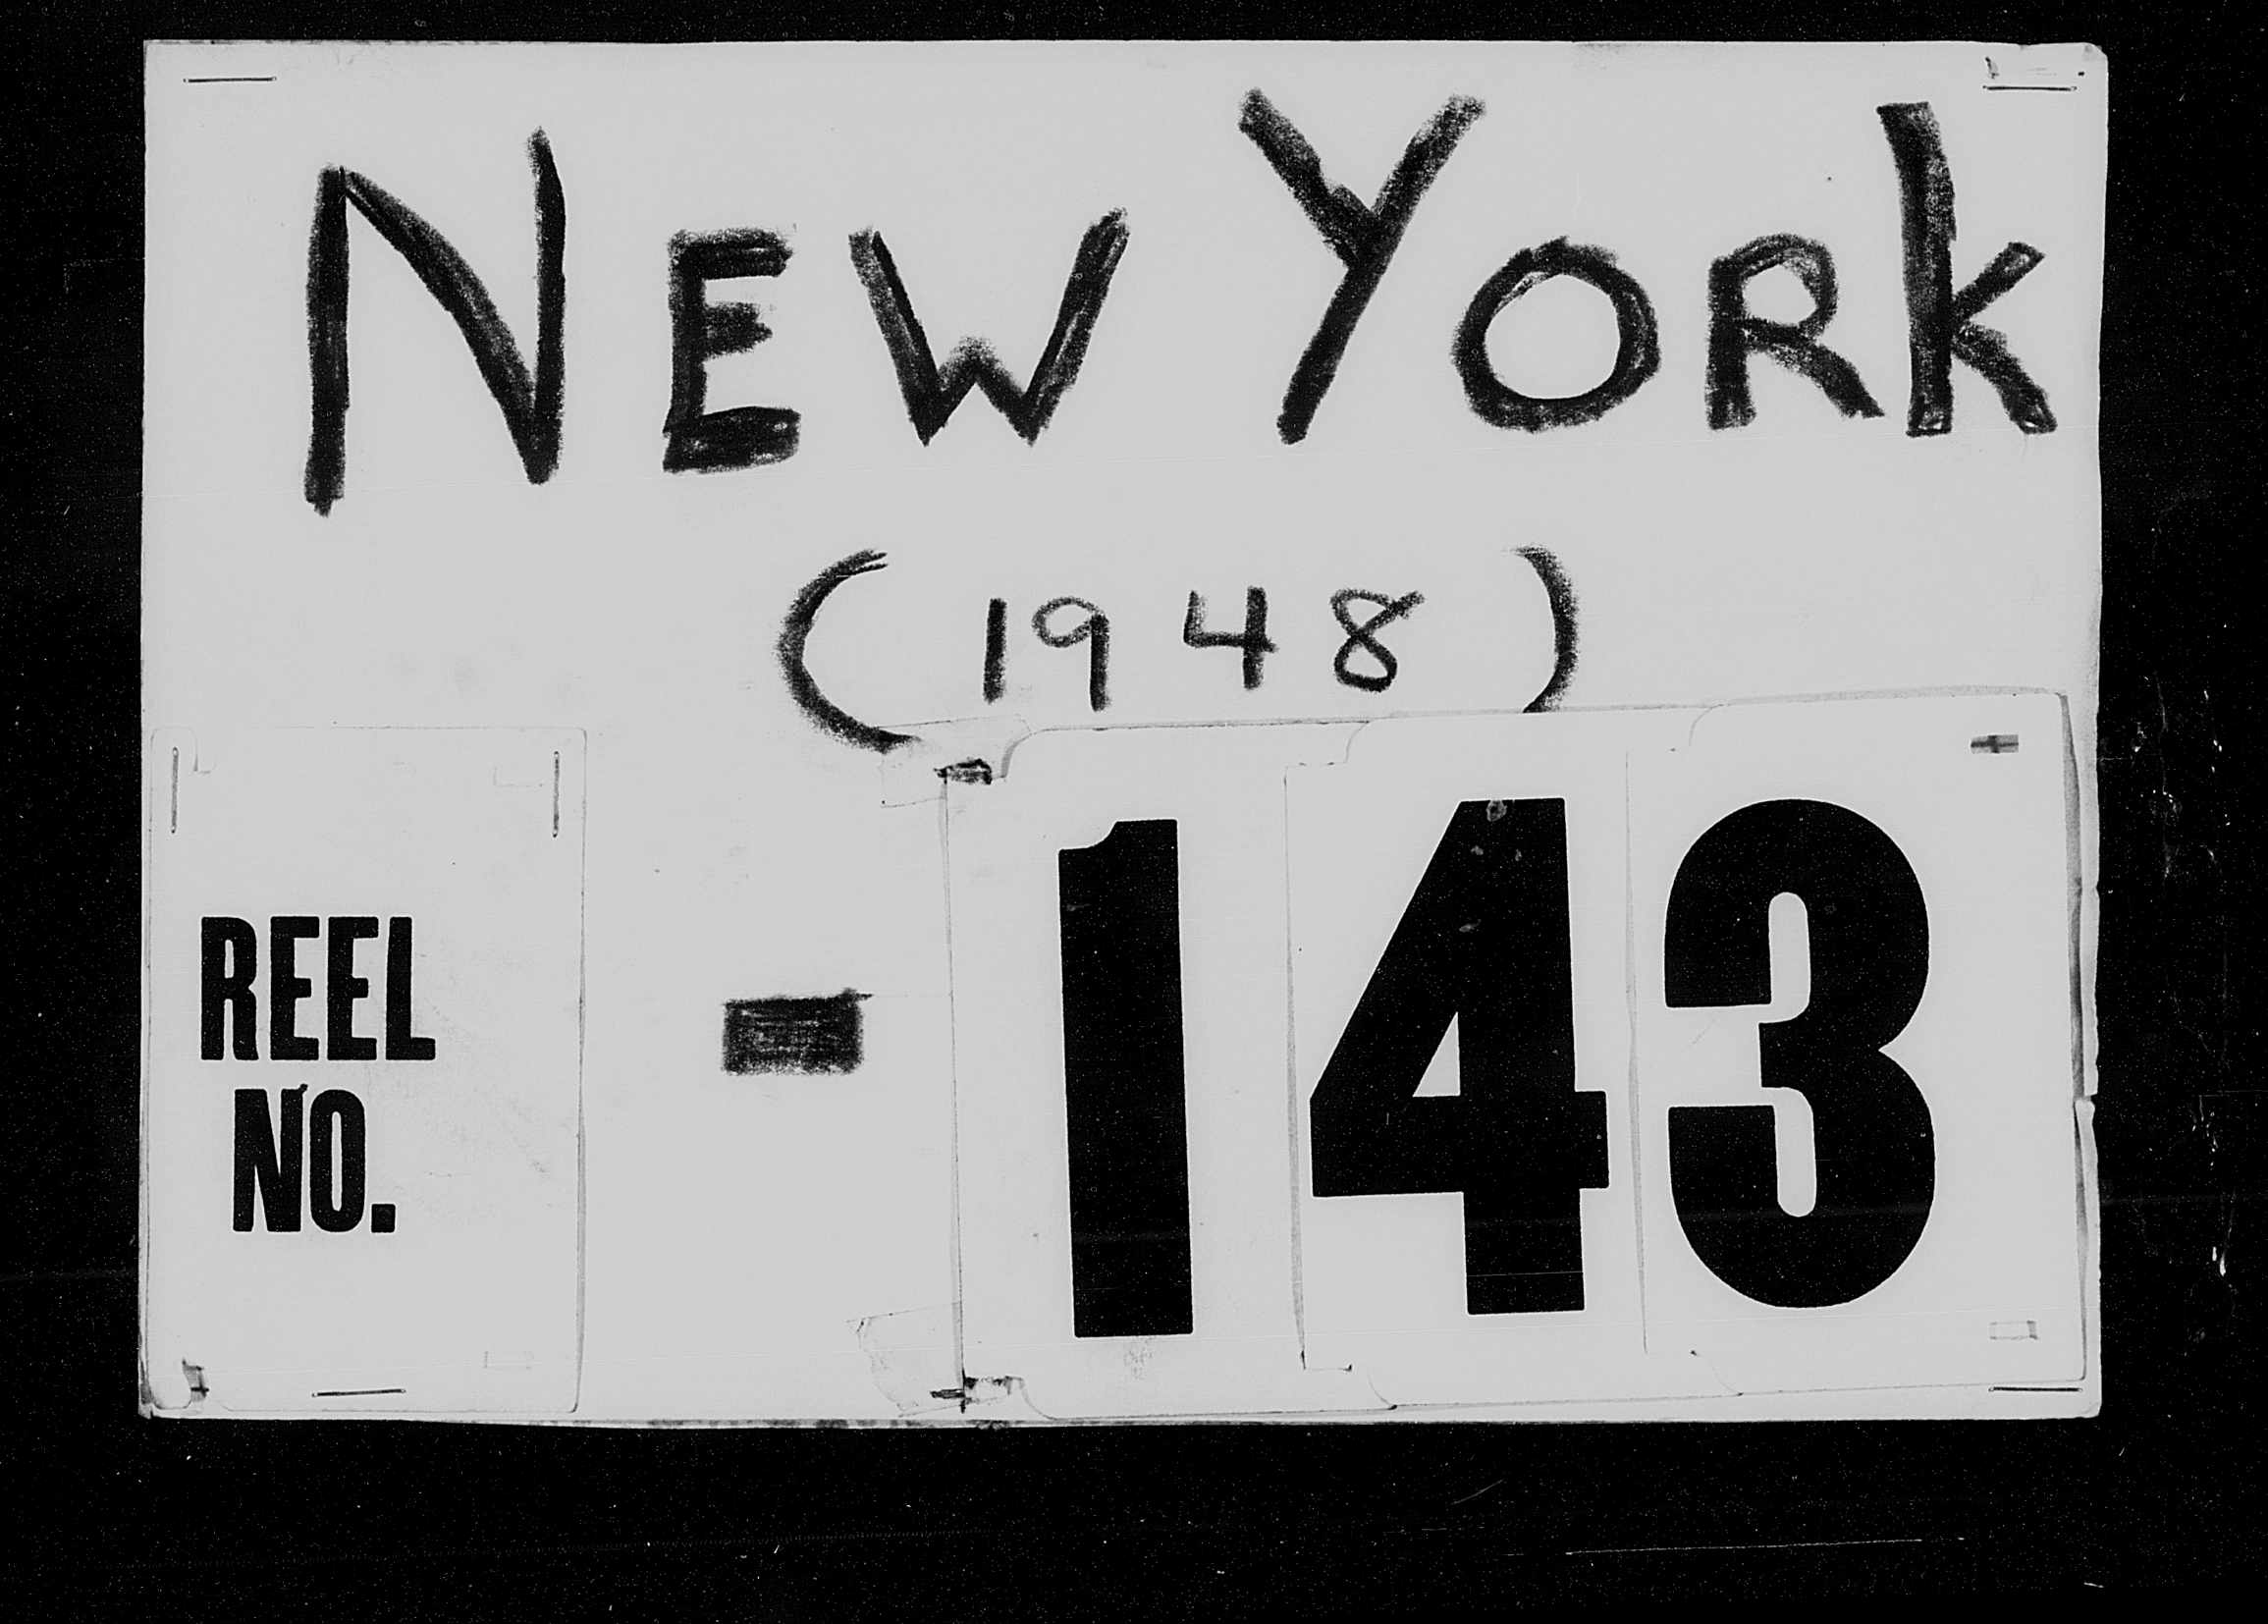 NEW YORK
(1948)
REEL
NO.
- 143